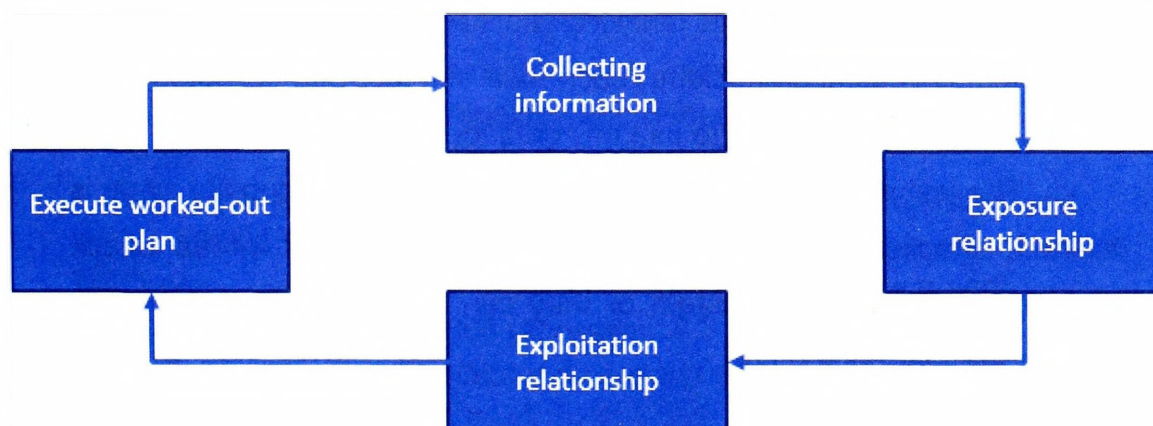 Collecting
information
Exposure
relationship
Exploitation
relationship
Execute worked-out
plan